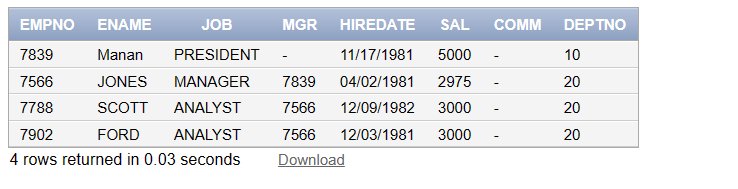 EMPNO ENAME JOB MGR HIREDATE SAL COMM DEPTNO
7839 Manan PRESIDENT - 11/17/1981 5000 - 10
7566 JONES MANAGER 7839 04/02/1981 2975 - 20
7788 SCOTT ANALYST 7566 12/09/1982 3000 - 20
7902 FORD ANALYST 7566 12/03/1981 3000 - 20
4 rows returned in 0.03 seconds Download